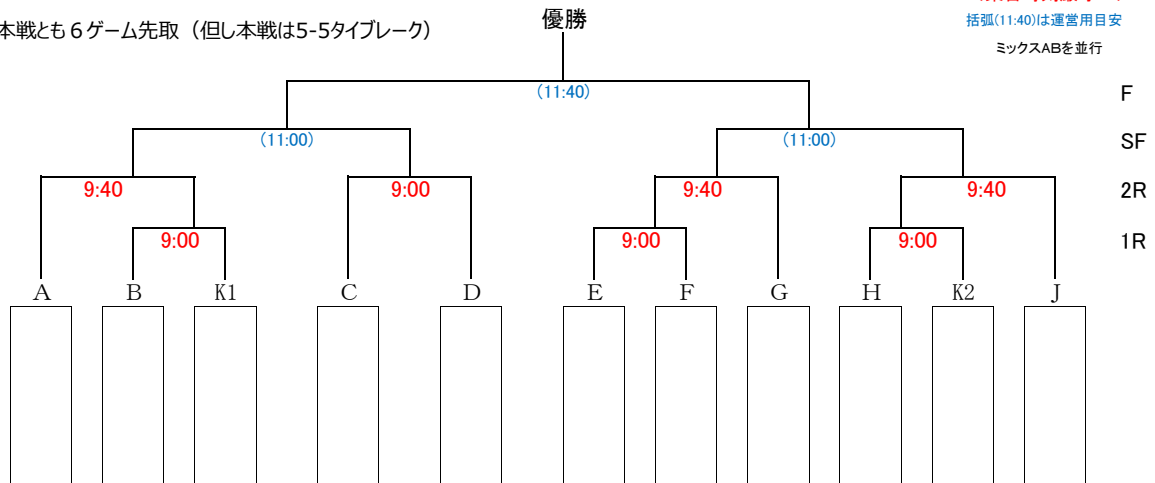 優勝
本戦とも6ゲーム先取（但し本戦は5-5タイブレーク）
括弧(11:40)は運営用目安
ミックスABを並行
(11:40)
F
(11:00)
(11:00)
SF
9:40
9:00
9:40
9:40
2R
9:00
9:00
9:00
1R
A B K1 C D E F G H K2 J